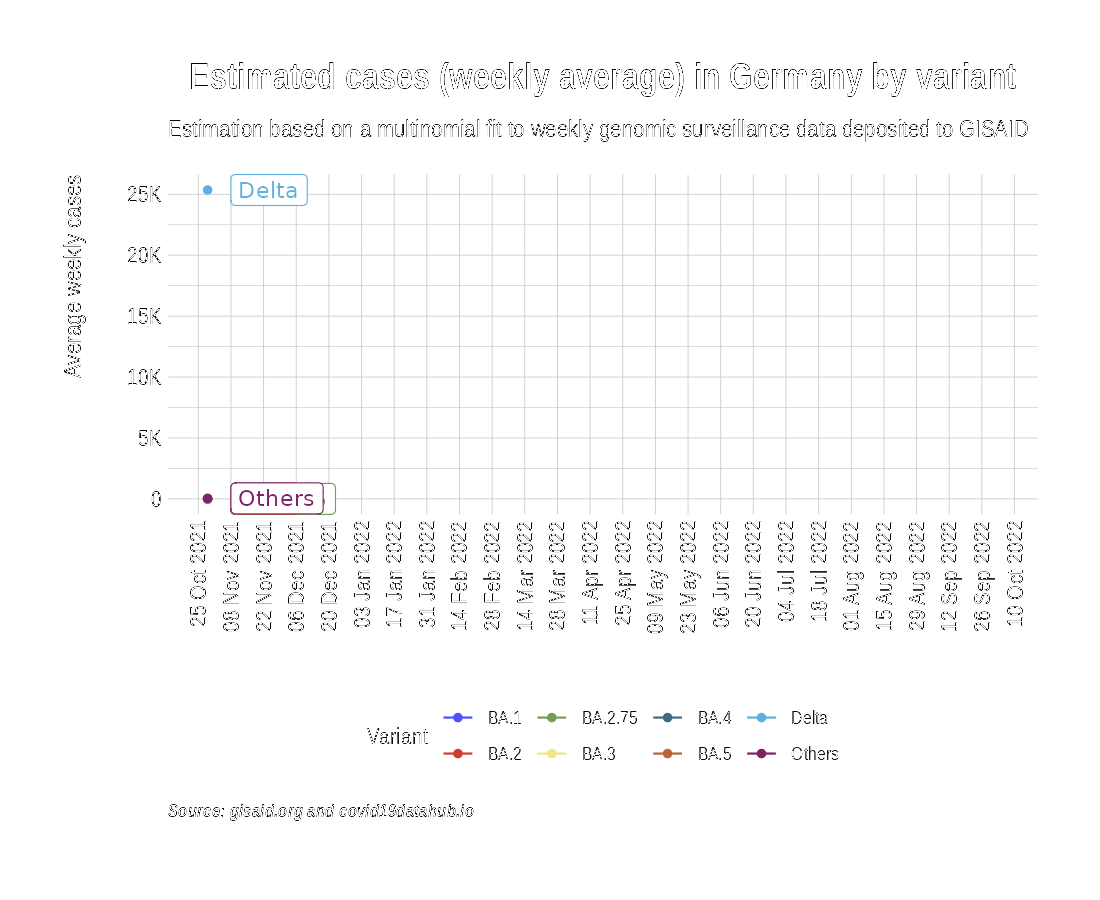 Estimated cases (weekly average) in Germany by variant
Estimation based on a multinomial fit to weekly genomic surveillance data deposited to GISAID
Average weekly cases
25K
20K
15K
10K
5K
0
Delta
Others
25 Oct 2021
08 Nov 2021
22 Nov 2021
06 Dec 2021
20 Dec 2021
03 Jan 2022
17 Jan 2022
31 Jan 2022
14 Feb 2022
28 Feb 2022
14 Mar 2022
28 Mar 2022
11 Apr 2022
25 Apr 2022
09 May 2022
23 May 2022
06 Jun 2022
20 Jun 2022
04 Jul 2022
18 Jul 2022
01 Aug 2022
15 Aug 2022
29 Aug 2022
12 Sep 2022
26 Sep 2022
10 Oct 2022
Variant
BA.1
BA.2.75
BA.4
Delta
BA.2
BA.3
BA.5
Others
Source: gisaid.org and covid19datahub.io